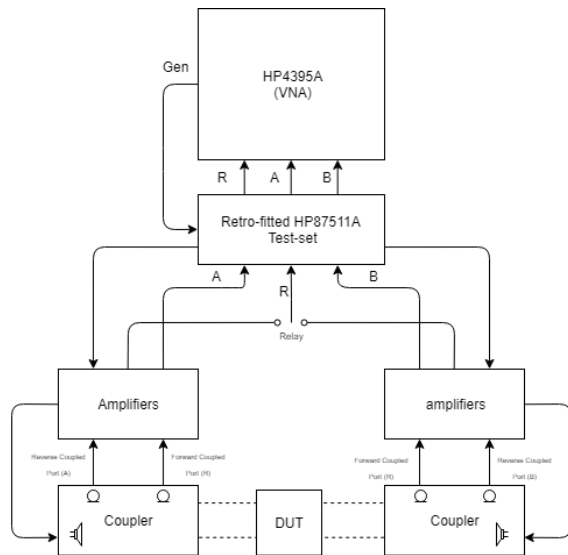 Gen
HP4395A
(VNA)
R
A
B
Retro-fitted HP87511A
Test-set
A
R
B
Relay
Amplifiers
amplifiers
Reverse Coupled
Port (A)
Forward Coupled
Port (R)
Forward Coupled
Port (R)
Reverse Coupled
Port (B)
Coupler
DUT
Coupler